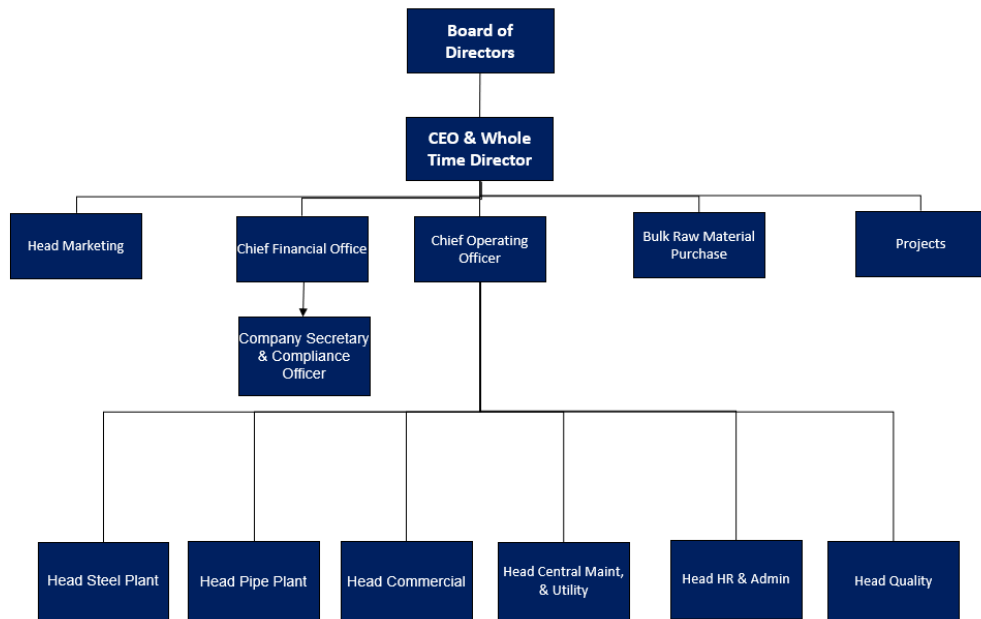 Board of
Directors
CEO & Whole
Time Director
Head Marketing
Chief Financial Office
Chief Operating
Officer
Bulk Raw Material
Purchase
Projects
Company Secretary
& Compliance
Officer
Head Steel Plant
Head Pipe Plant
Head Commercial
Head Central Maint,
& Utility
Head HR & Admin
Head Quality